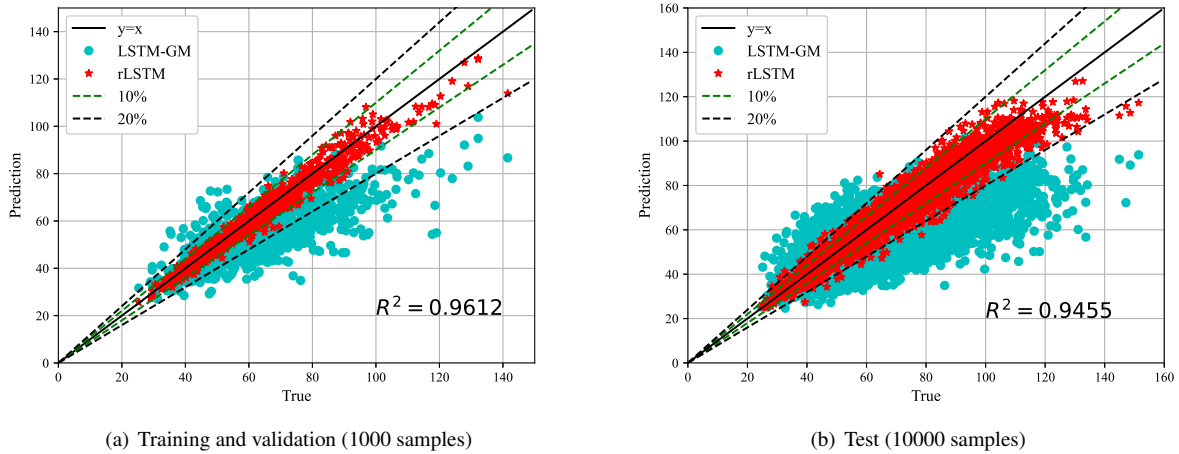 140
120
100
80
60
40
20
0
Prediction
y=x
LSTM-GM
rLSTM
10%
20%
R² = 0.9612
0 20 40 60 80 100 120 140
True
(a) Training and validation (1000 samples)
160
140
120
100
80
60
40
20
0
Prediction
y=x
LSTM-GM
rLSTM
10%
20%
R² = 0.9455
0 20 40 60 80 100 120 140 160
True
(b) Test (10000 samples)